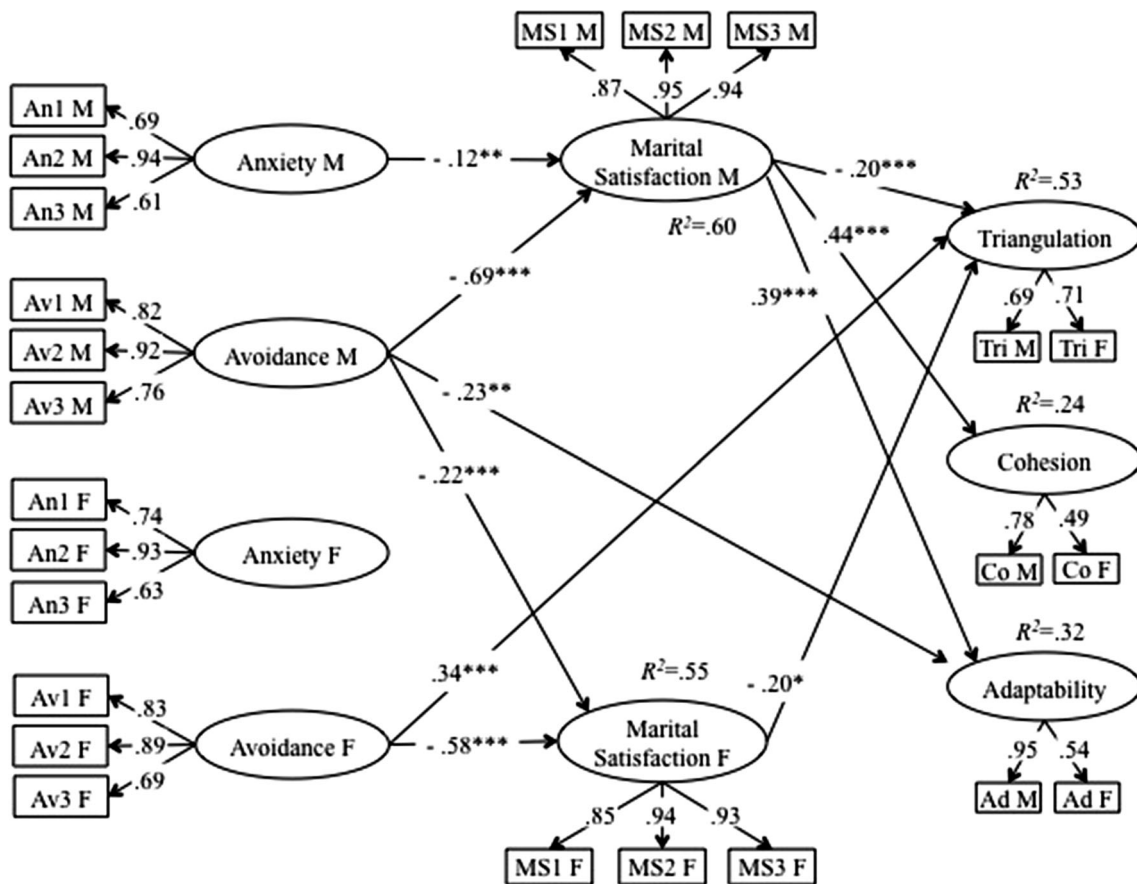 MS1 M
MS2 M
MS3 M
.87
.95
.94
An1 M
An2 M
An3 M
.69
.94
.61
Anxiety M
- .12**
Marital
Satisfaction M
R²=.60
- .20***
R²=.53
Triangulation
.44***
.39***
.69
.71
Tri M
Tri F
- .69***
Av1 M
Av2 M
Av3 M
.82
.92
.76
Avoidance M
- .23**
- .22***
R²=.24
Cohesion
.78
.49
Co M
Co F
An1 F
An2 F
An3 F
.74
.93
.63
Anxiety F
R²=.32
Adaptability
.95
.54
Ad M
Ad F
Av1 F
Av2 F
Av3 F
.83
.89
.69
Avoidance F
.34***
- .58***
R²=.55
Marital
Satisfaction F
- .20*
.85
.94
.93
MS1 F
MS2 F
MS3 F